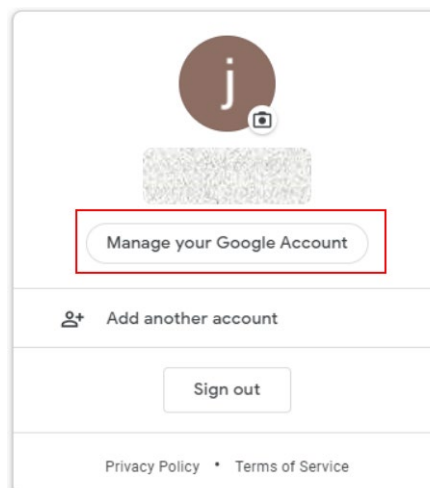 j
Manage your Google Account
Add another account
Sign out
Privacy Policy • Terms of Service